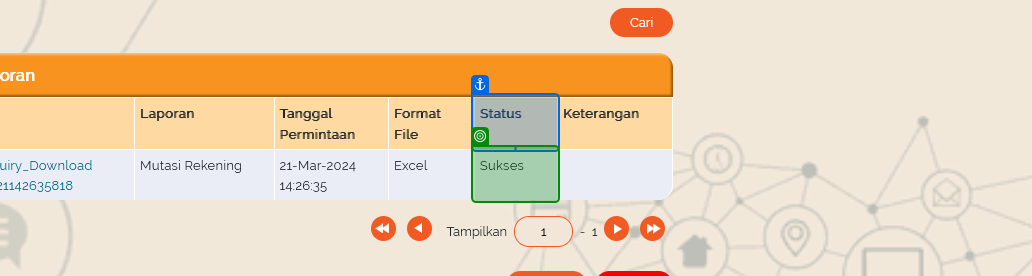 Cari
oran
Laporan Tanggal Permintaan Format File Status Keterangan
uiry_Download 21142635818 Mutasi Rekening 21-Mar-2024 14:26:35 Excel Sukses
Tampilkan 1 - 1